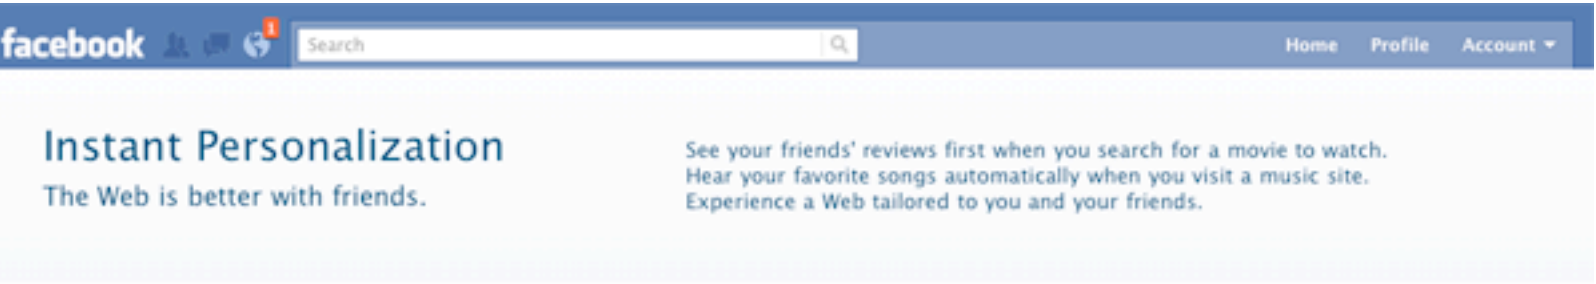 facebook 1 Search Home Profile Account
Instant Personalization
The Web is better with friends.
See your friends' reviews first when you search for a movie to watch.
Hear your favorite songs automatically when you visit a music site.
Experience a Web tailored to you and your friends.